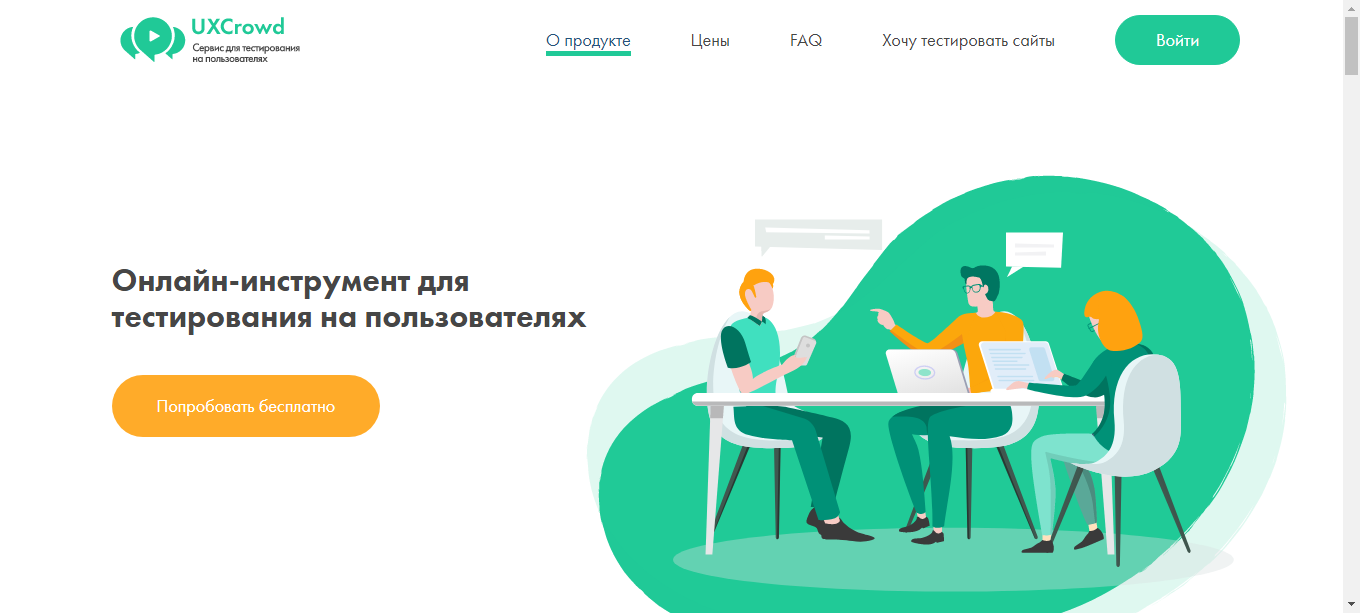 UXCrowd
Сервис для тестирования
на пользователях
О продукте
Цены
FAQ
Хочу тестировать сайты
Войти
Онлайн-инструмент для
тестирования на пользователях
Попробовать бесплатно